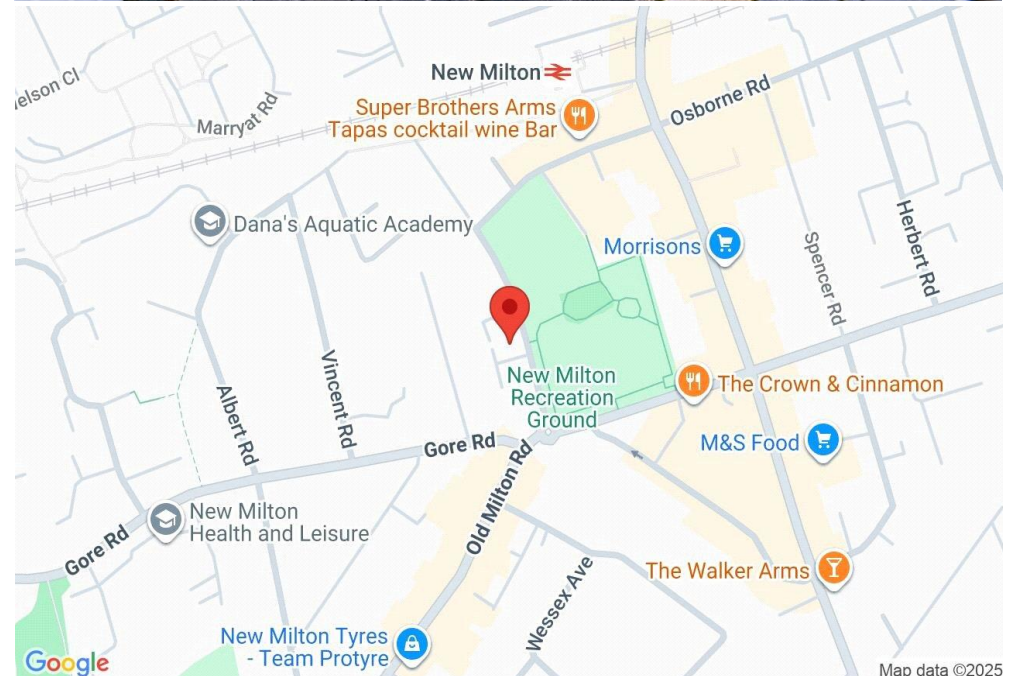 New Milton
Super Brothers Arms
Tapas cocktail wine Bar
Osborne Rd
Marryat Rd
Dana's Aquatic Academy
Morrisons
Herbert Rd
Spencer Rd
New Milton
Recreation
Ground
The Crown & Cinnamon
Vincent Rd
Albert Rd
Gore Rd
M&S Food
Old Milton Rd
New Milton
Health and Leisure
Gore Rd
The Walker Arms
Wessex Ave
New Milton Tyres
- Team Protyre
Google
Map data ©2025